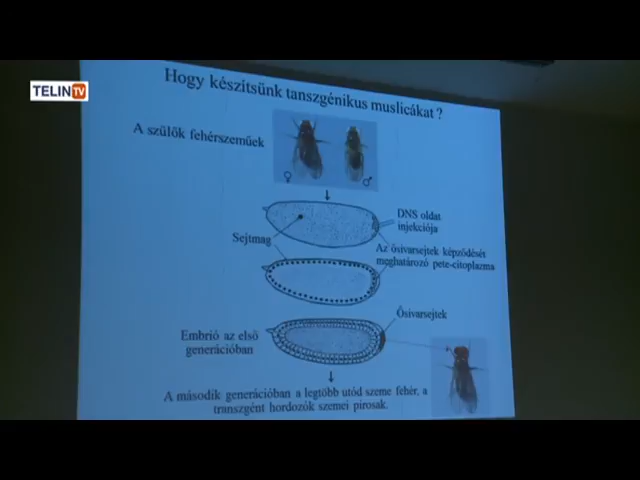 TELIN TV
Hogy készítsünk tanszgénikus muslicákat ?
A szülők fehérszeműek
♀
♂
DNS oldat
injekciója
Sejtmag
Az ősivarsejtek képződését
meghatározó pete-citoplazma
Ősivarsejtek
Embrió az első
generációban
A második generációban a legtöbb utód szeme fehér, a
transzgént hordozók szemei pirosak.